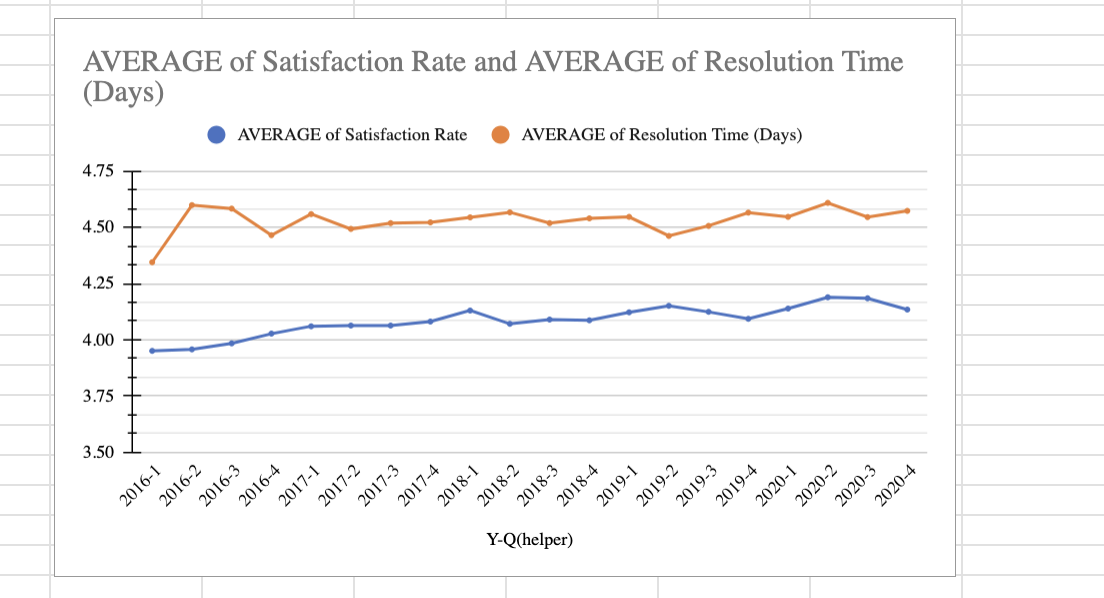 AVERAGE of Satisfaction Rate and AVERAGE of Resolution Time
(Days)
AVERAGE of Satisfaction Rate AVERAGE of Resolution Time (Days)
4.75
4.50
4.25
4.00
3.75
3.50
2016-1 2016-2 2016-3 2016-4 2017-1 2017-2 2017-3 2017-4 2018-1 2018-2 2018-3 2018-4 2019-1 2019-2 2019-3 2019-4 2020-1 2020-2 2020-3 2020-4
Y-Q(helper)